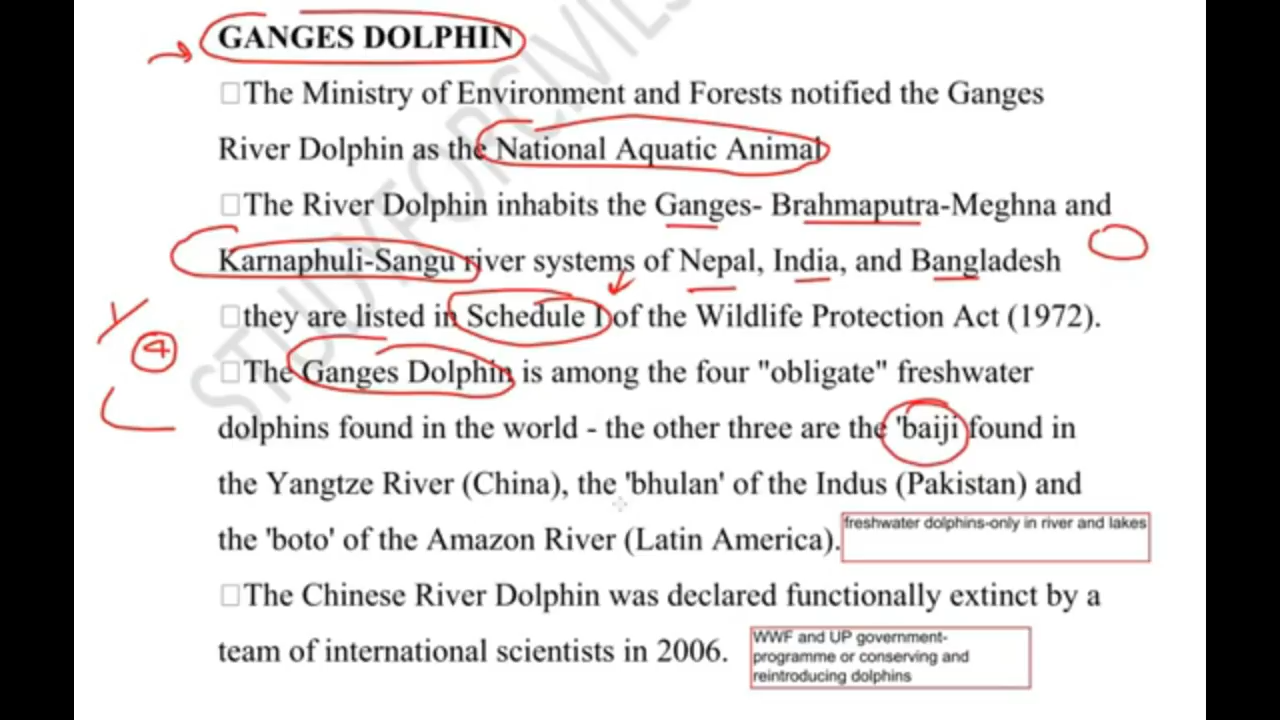 GANGES DOLPHIN
□The Ministry of Environment and Forests notified the Ganges
River Dolphin as the National Aquatic Animal
□The River Dolphin inhabits the Ganges- Brahmaputra-Meghna and
Karnaphuli-Sangu river systems of Nepal, India, and Bangladesh
□they are listed in Schedule I of the Wildlife Protection Act (1972).
4
□The Ganges Dolphin is among the four "obligate" freshwater
dolphins found in the world - the other three are the 'baiji found in
the Yangtze River (China), the 'bhulan' of the Indus (Pakistan) and
freshwater dolphins-only in river and lakes
the 'boto' of the Amazon River (Latin America).
□The Chinese River Dolphin was declared functionally extinct by a
team of international scientists in 2006.
WWF and UP government-
programme or conserving and
reintroducing dolphins
STUDYFORCIVILS